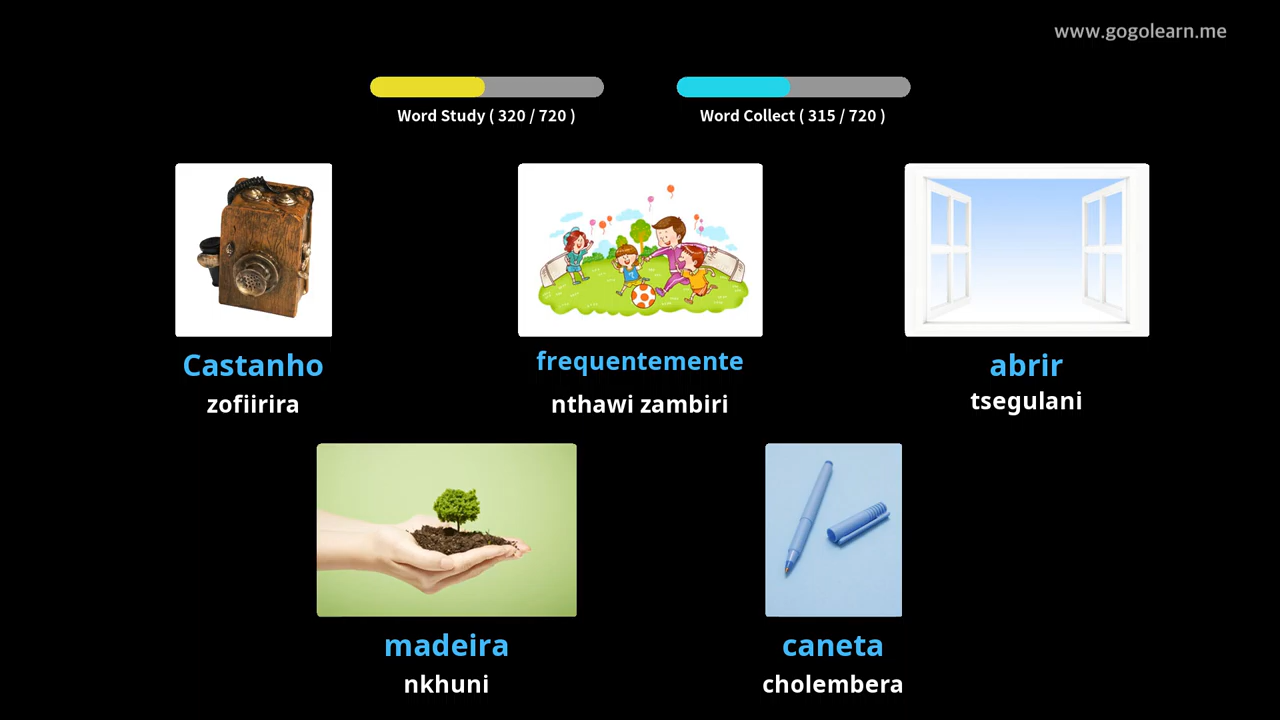 www.gogolearn.me
Word Study ( 320 / 720 )
Word Collect ( 315 / 720 )
Castanho
zofiirira
frequentemente
nthawi zambiri
abrir
tsegulani
madeira
nkhuni
caneta
cholembera